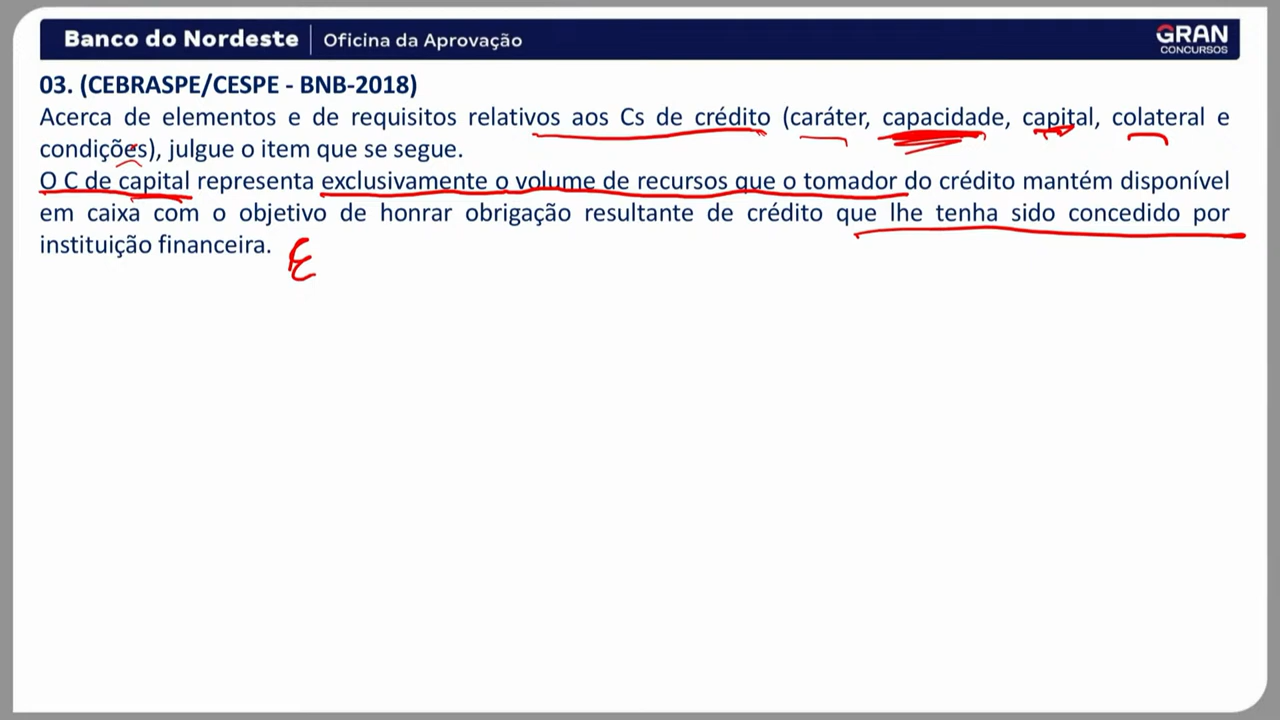 Banco do Nordeste | Oficina da Aprovação
GRAN
CONCURSOS
03. (CEBRASPE/CESPE - BNB-2018)
Acerca de elementos e de requisitos relativos aos Cs de crédito (caráter, capacidade, capital, colateral e
condições), julgue o item que se segue.
O C de capital representa exclusivamente o volume de recursos que o tomador do crédito mantém disponível
em caixa com o objetivo de honrar obrigação resultante de crédito que lhe tenha sido concedido por
instituição financeira.
E